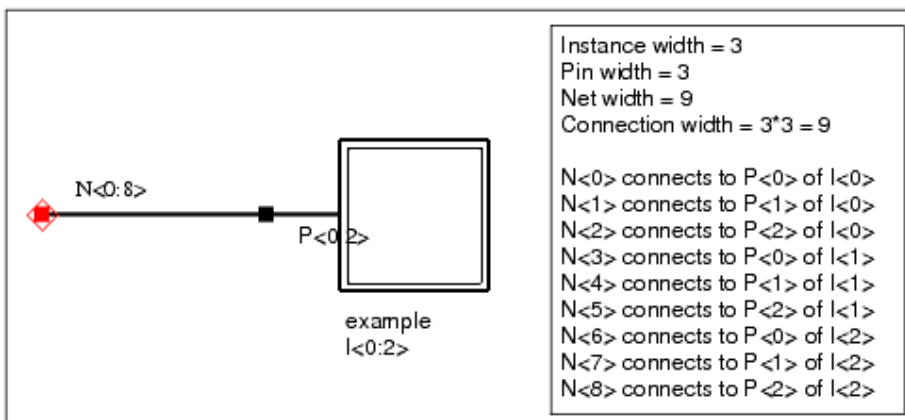 N<0:8>
P<0:2>
example
I<0:2>
Instance width = 3
Pin width = 3
Net width = 9
Connection width = 3*3 = 9
N<0> connects to P<0> of I<0>
N<1> connects to P<1> of I<0>
N<2> connects to P<2> of I<0>
N<3> connects to P<0> of I<1>
N<4> connects to P<1> of I<1>
N<5> connects to P<2> of I<1>
N<6> connects to P<0> of I<2>
N<7> connects to P<1> of I<2>
N<8> connects to P<2> of I<2>